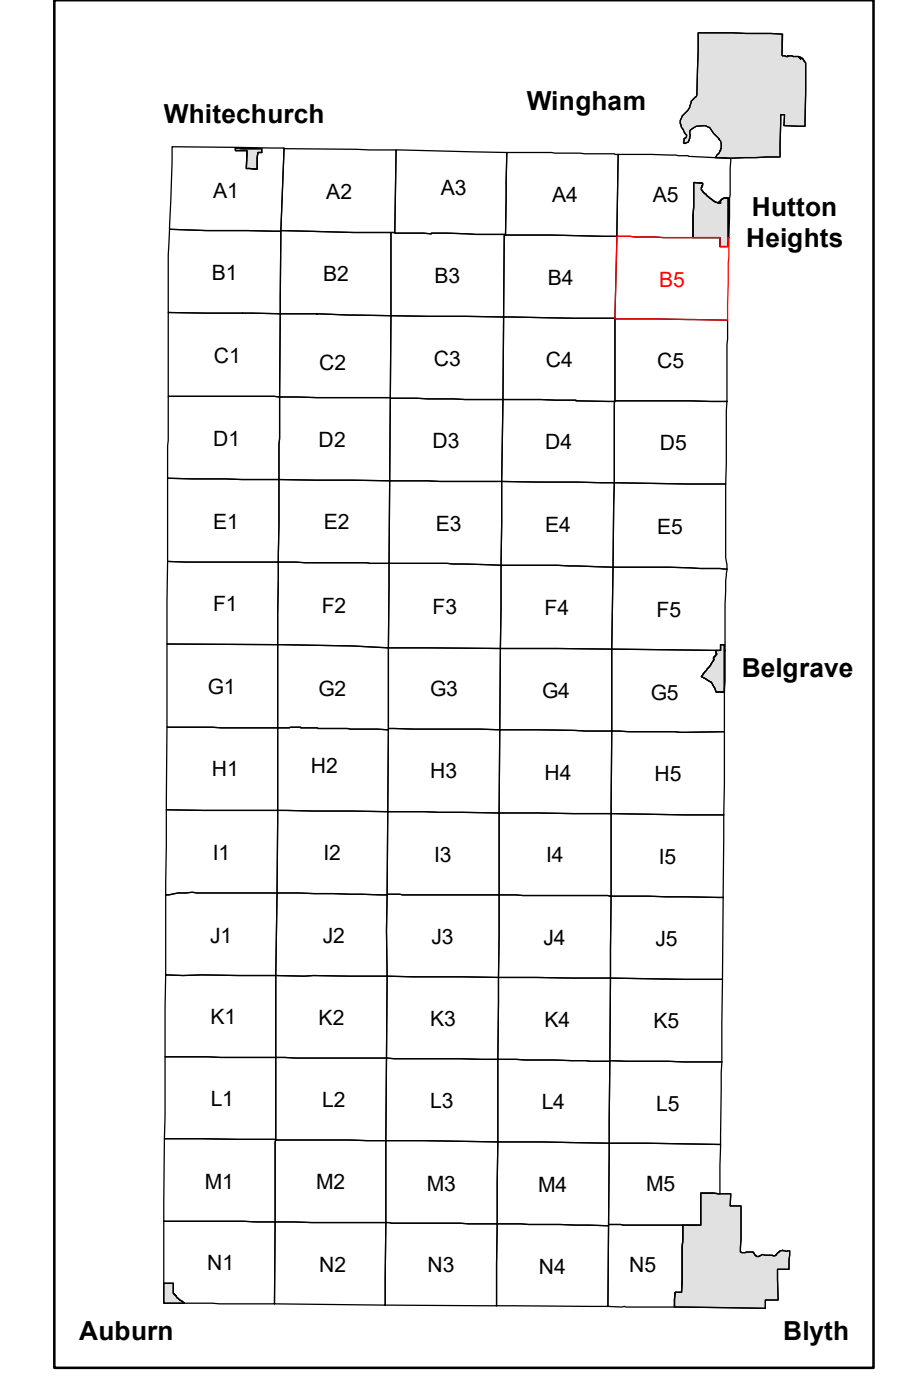 Wingham
Whitechurch
A1 A2 A3 A4 A5
Hutton
Heights
B1 B2 B3 B4 B5
C1 C2 C3 C4 C5
D1 D2 D3 D4 D5
E1 E2 E3 E4 E5
F1 F2 F3 F4 F5
Belgrave
G1 G2 G3 G4 G5
H1 H2 H3 H4 H5
I1 I2 I3 I4 I5
J1 J2 J3 J4 J5
K1 K2 K3 K4 K5
L1 L2 L3 L4 L5
M1 M2 M3 M4 M5
N1 N2 N3 N4 N5
Auburn Blyth